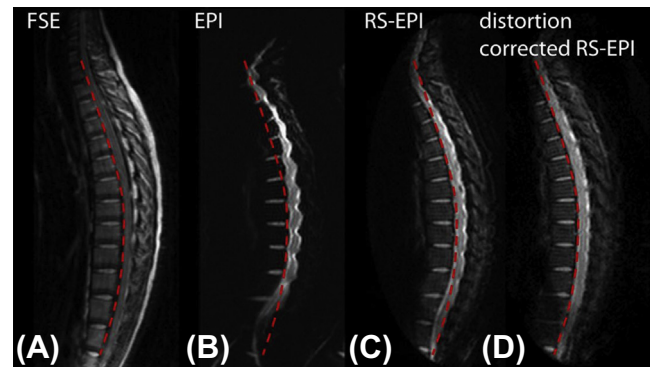 FSE
EPI
RS-EPI
distortion
corrected RS-EPI
(A)
(B)
(C)
(D)